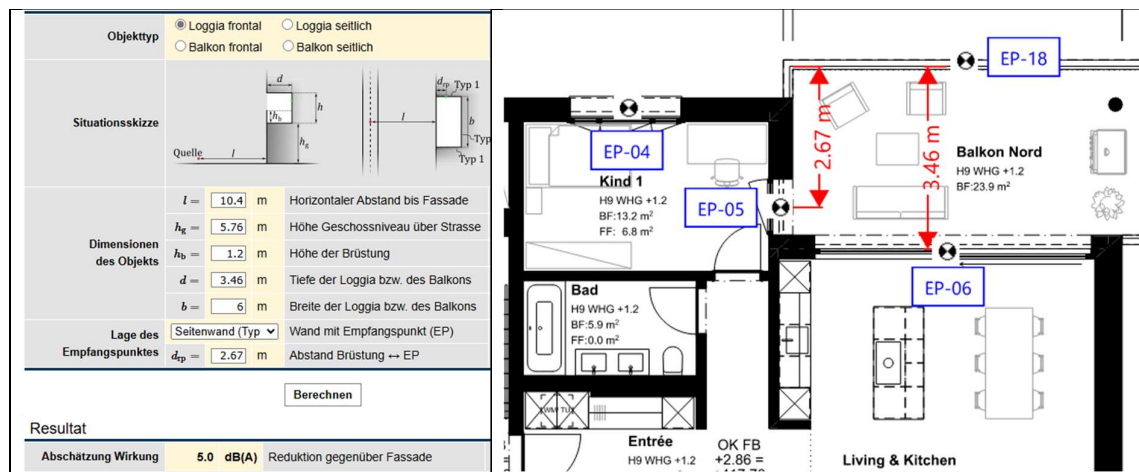 Objekttyp
Loggia frontal
Loggia seitlich
Balkon frontal
Balkon seitlich
Situationsskizze
d
h
h_b
h_g
Quelle
l
d_rp
Typ 1
b
l
Typ
Typ 1
Dimensionen des Objekts
l = 10.4 m Horizontaler Abstand bis Fassade
h_g = 5.76 m Höhe Geschossniveau über Strasse
h_b = 1.2 m Höhe der Brüstung
d = 3.46 m Tiefe der Loggia bzw. des Balkons
b = 6 m Breite der Loggia bzw. des Balkons
Lage des Empfangspunktes
Seitenwand (Typ Wand mit Empfangspunkt (EP)
d_rp = 2.67 m Abstand Brüstung ↔ EP
Berechnen
Resultat
Abschätzung Wirkung 5.0 dB(A) Reduktion gegenüber Fassade
EP-18
EP-04
2.67 m
3.46 m
Kind 1
H9 WHG +1.2
BF:13.2 m²
FF: 6.8 m²
EP-05
Balkon Nord
H9 WHG +1.2
BF:23.9 m²
EP-06
Bad
H9 WHG +1.2
BF:5.9 m²
FF:0.0 m²
WM
TU
Entrée
H9 WHG +1.2
OK FB
+2.86 =
Living & Kitchen